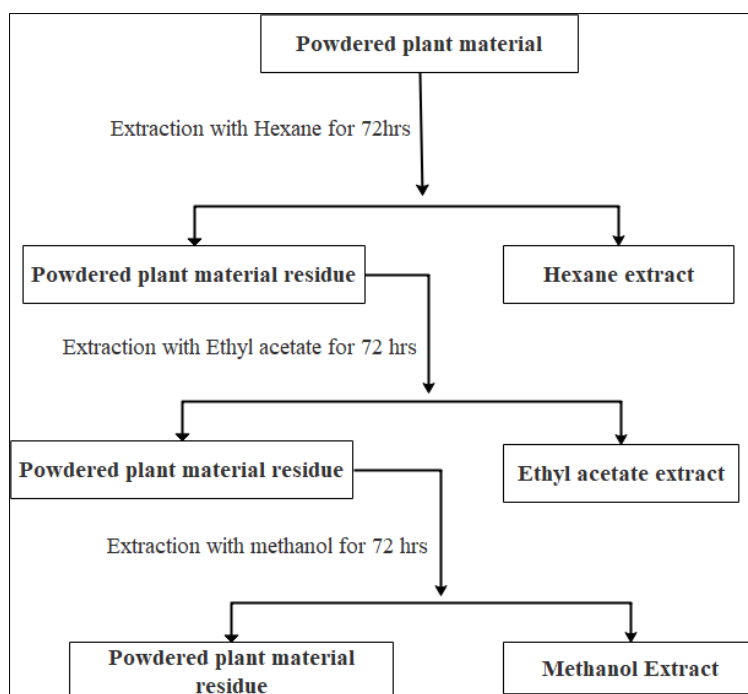 Powdered plant material
Extraction with Hexane for 72hrs
Powdered plant material residue
Hexane extract
Extraction with Ethyl acetate for 72 hrs
Powdered plant material residue
Ethyl acetate extract
Extraction with methanol for 72 hrs
Powdered plant material
residue
Methanol Extract